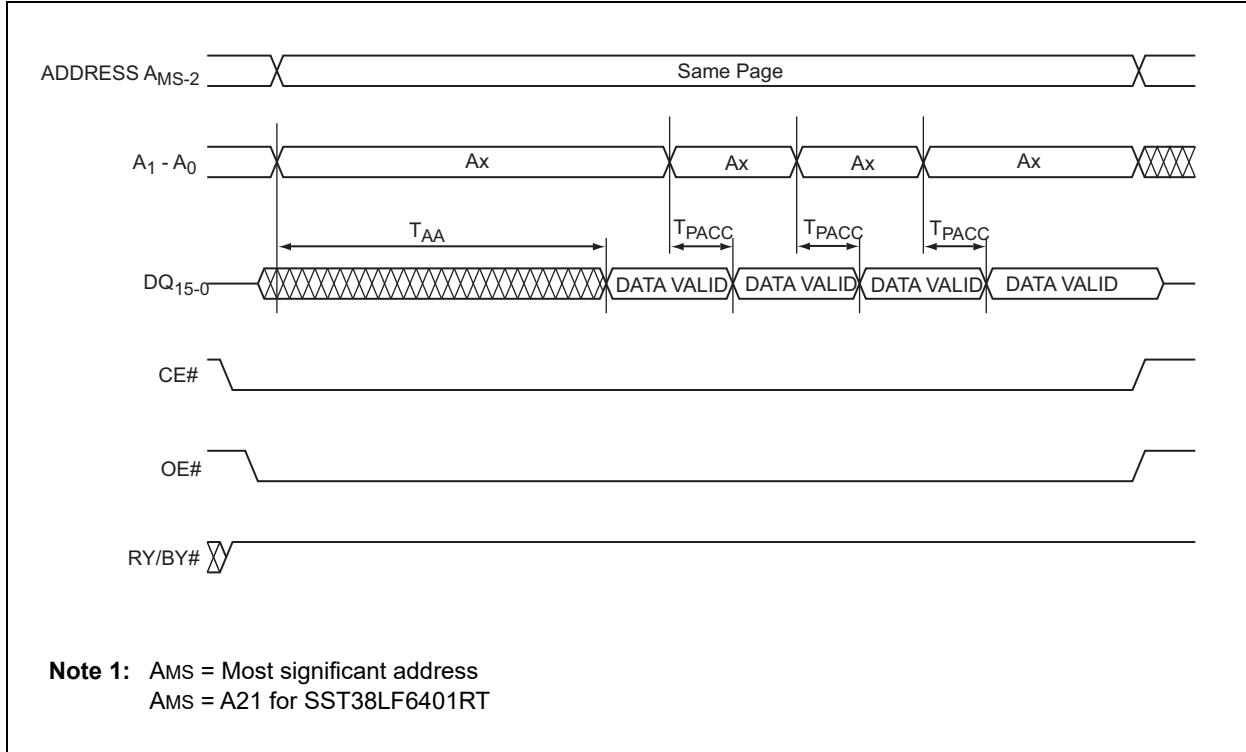 ADDRESS AMS-2
Same Page
A1 - A0
Ax
Ax
Ax
Ax
TAA
TPACC
TPACC
TPACC
DQ15-0
DATA VALID
DATA VALID
DATA VALID
DATA VALID
CE#
OE#
RY/BY#
Note 1: AMS = Most significant address
AMS = A21 for SST38LF6401RT